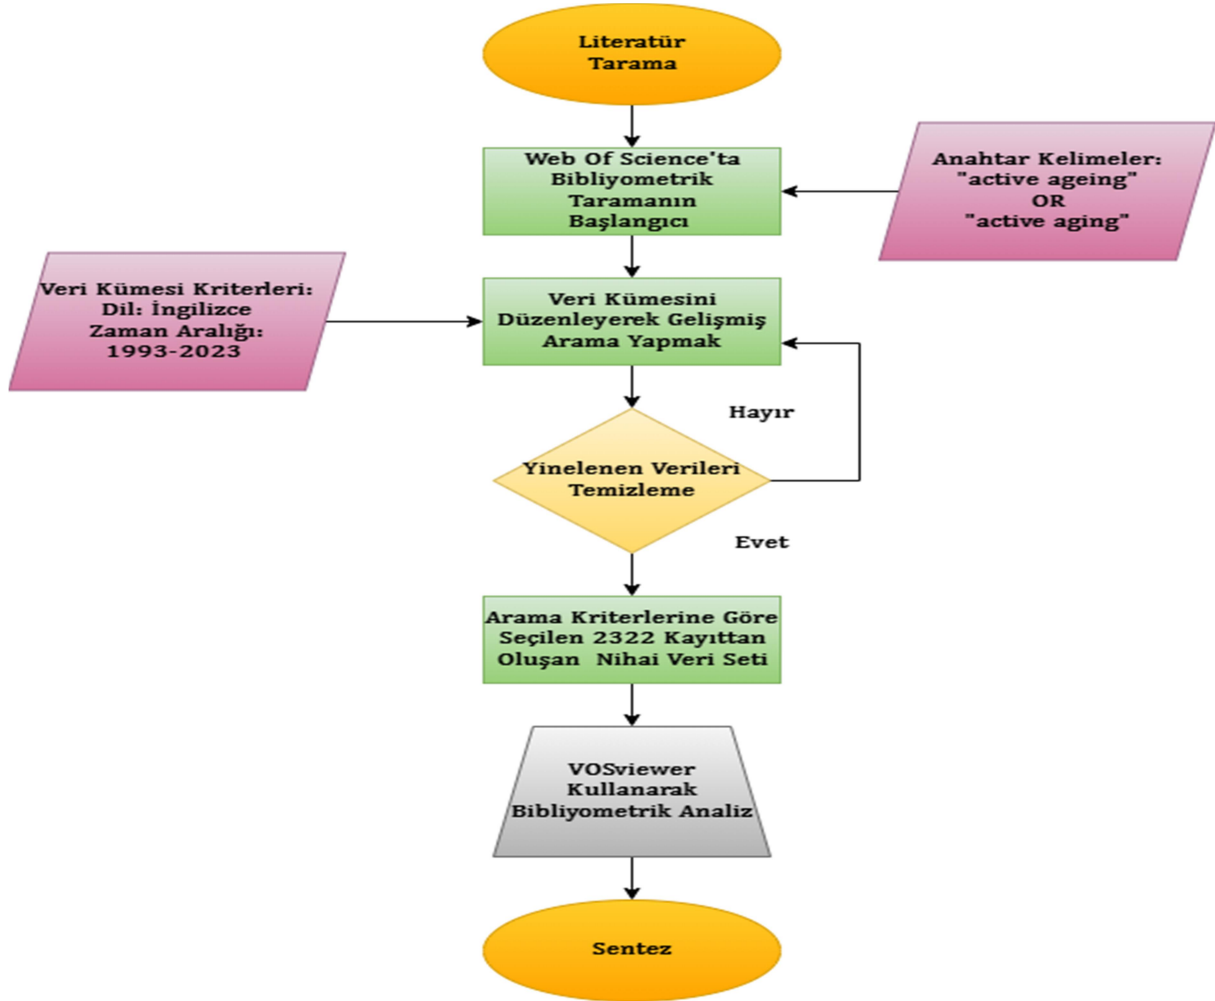 Literatür
Tarama
Web Of Science'ta
Bibliyometrik
Taramanın
Başlangıcı
Anahtar Kelimeler:
"active ageing"
OR
"active aging"
Veri Kümesi Kriterleri:
Dil: İngilizce
Zaman Aralığı:
1993-2023
Veri Kümesini
Düzenleyerek Gelişmiş
Arama Yapmak
Hayır
Yinelenen Verileri
Temizleme
Evet
Arama Kriterlerine Göre
Seçilen 2322 Kayıttan
Oluşan Nihai Veri Seti
VOSviewer
Kullanarak
Bibliyometrik Analiz
Sentez